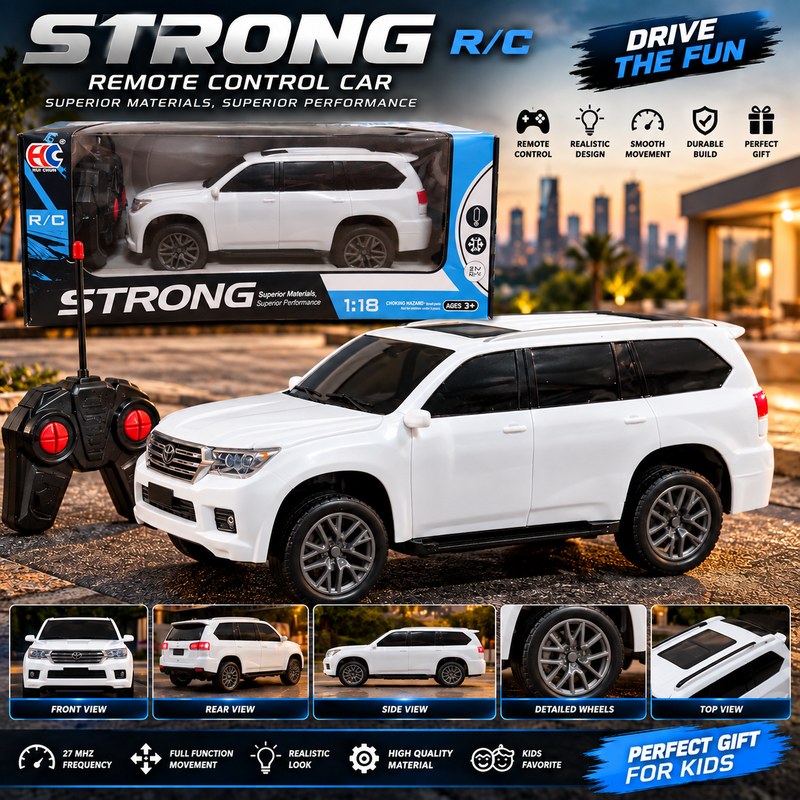 STRONG R/C
REMOTE CONTROL CAR
SUPERIOR MATERIALS, SUPERIOR PERFORMANCE
DRIVE
THE FUN
REMOTE
CONTROL
REALISTIC
DESIGN
SMOOTH
MOVEMENT
DURABLE
BUILD
PERFECT
GIFT
HUI CHUN
R/C
STRONG
Superior Materials,
Superior Performance
1:18
CHOKING HAZARD
AGES 3+
FRONT VIEW
REAR VIEW
SIDE VIEW
DETAILED WHEELS
TOP VIEW
27 MHZ
FREQUENCY
FULL FUNCTION
MOVEMENT
REALISTIC
LOOK
HIGH QUALITY
MATERIAL
KIDS
FAVORITE
PERFECT GIFT
FOR KIDS